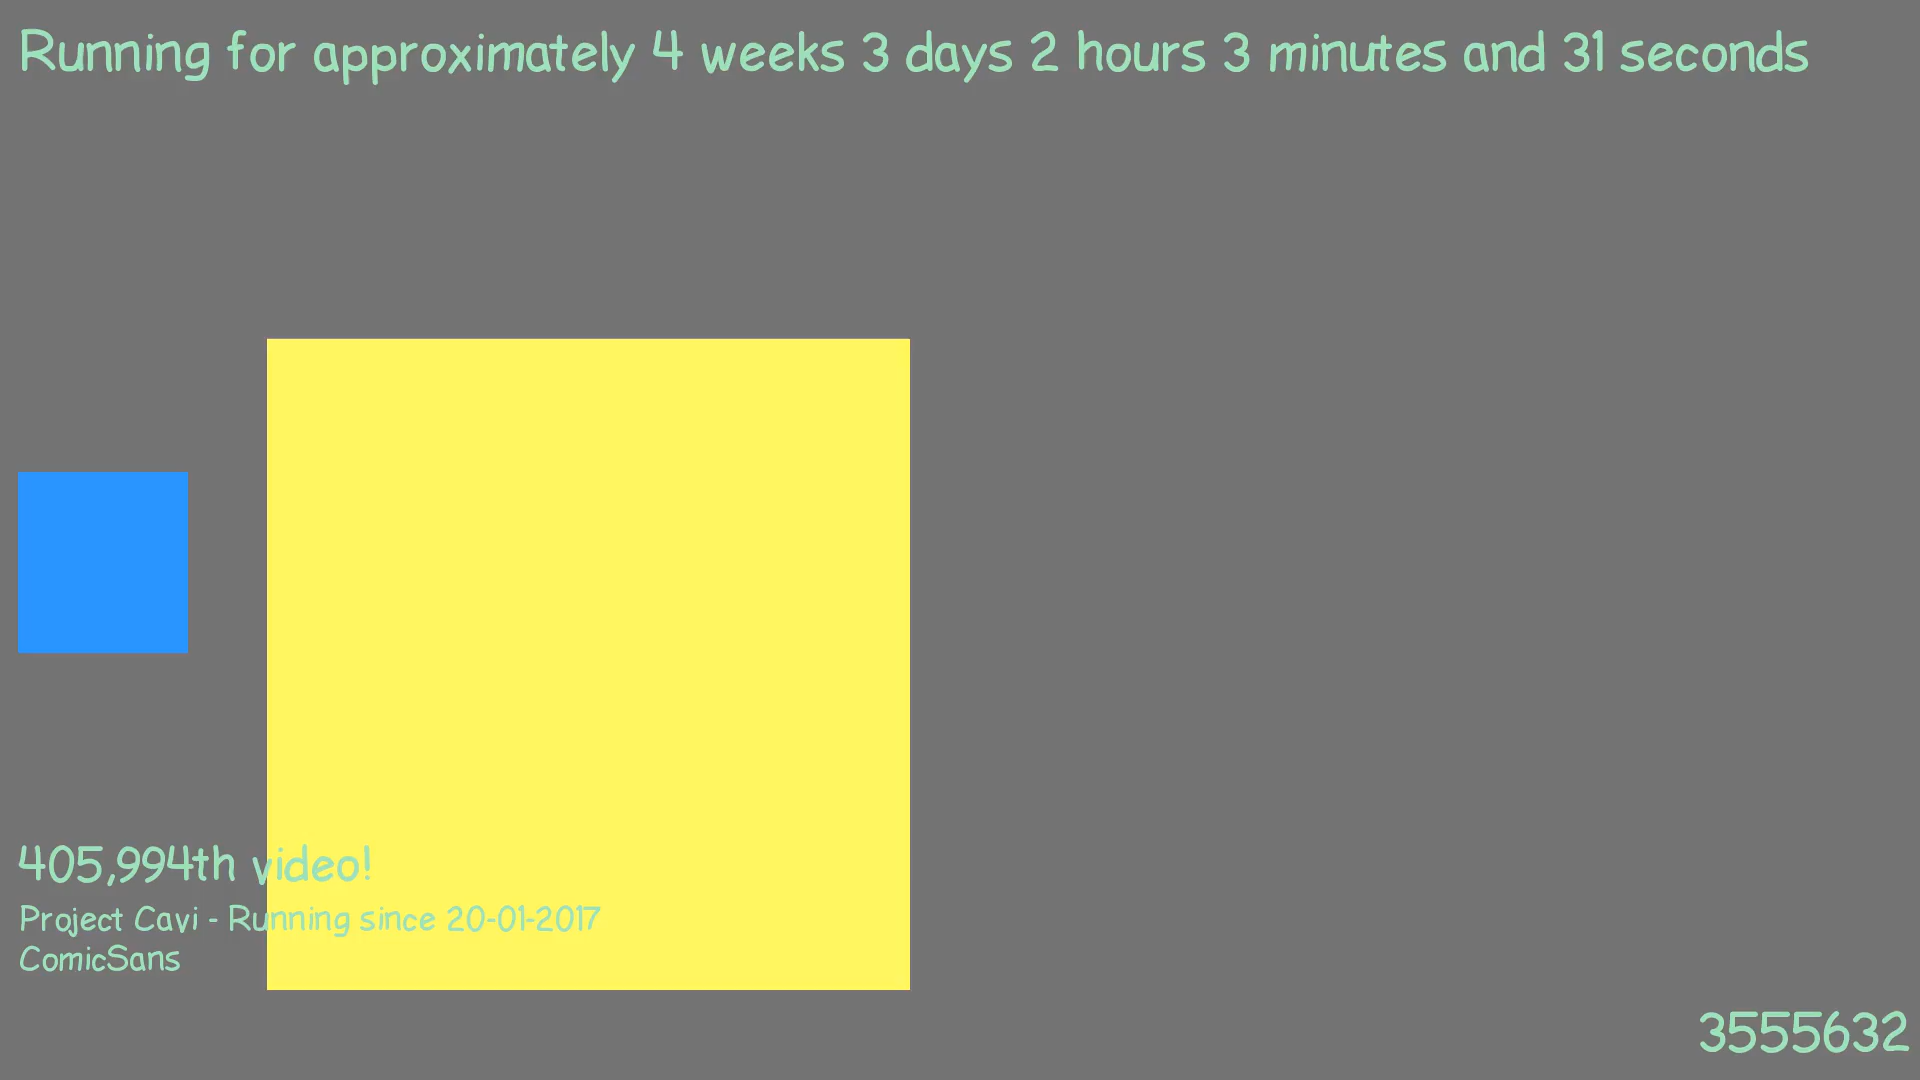 Running for approximately 4 weeks 3 days 2 hours 3 minutes and 31 seconds
405,994th video!
Project Cavi - Running since 20-01-2017
ComicSans
3555632